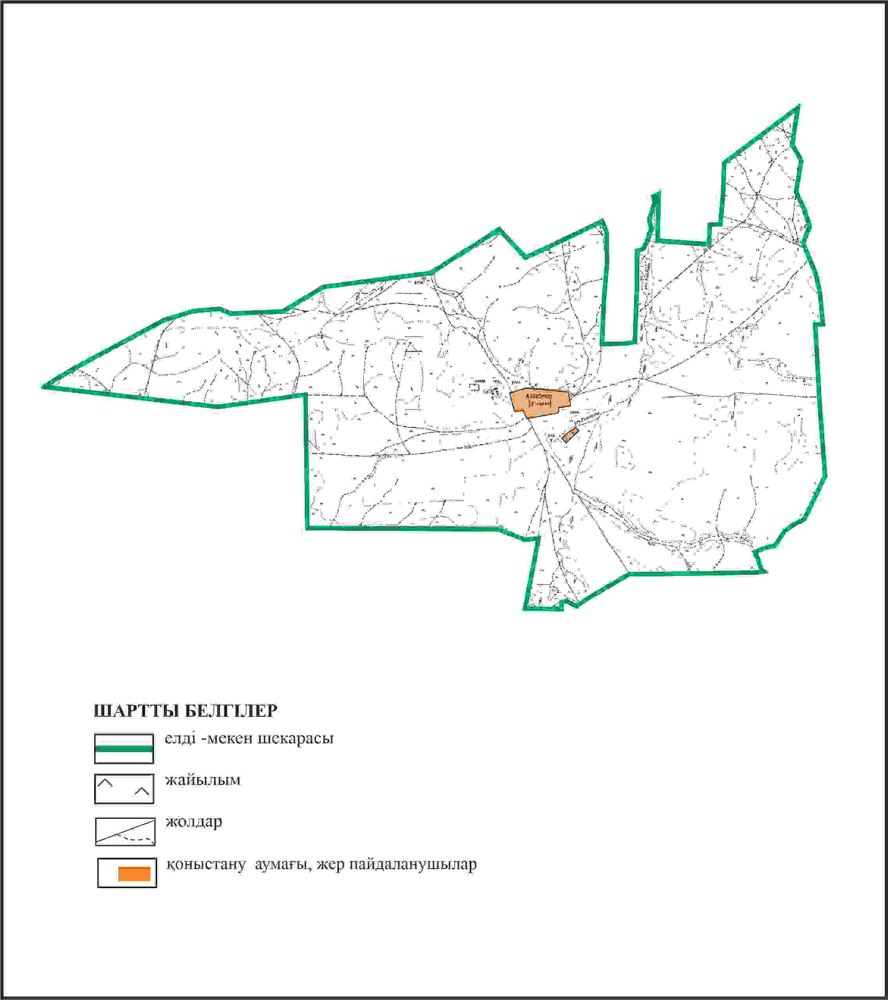 ШАРТТЫ БЕЛГІЛЕР
елді -мекен шекарасы
жайылым
жолдар
қоныстану аумағы, жер пайдаланушылар